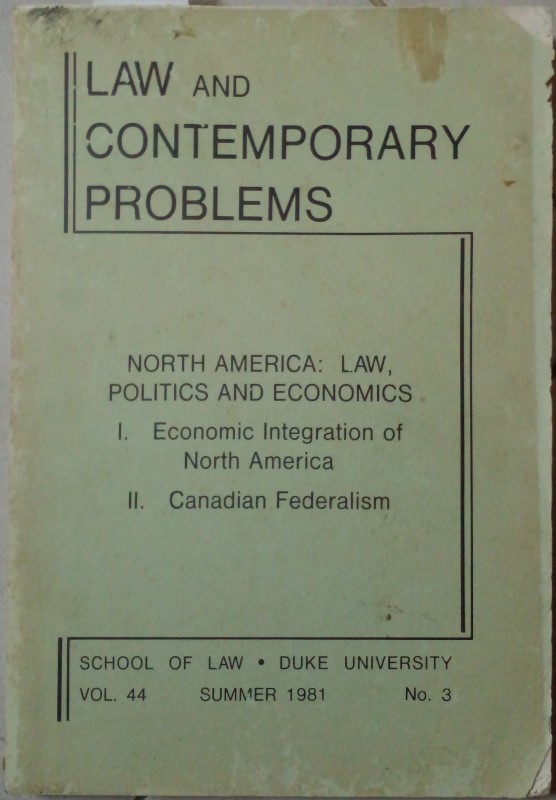 LAW AND
CONTEMPORARY
PROBLEMS
NORTH AMERICA: LAW,
POLITICS AND ECONOMICS
I. Economic Integration of
North America
II. Canadian Federalism
SCHOOL OF LAW • DUKE UNIVERSITY
VOL. 44 SUMMER 1981 No. 3